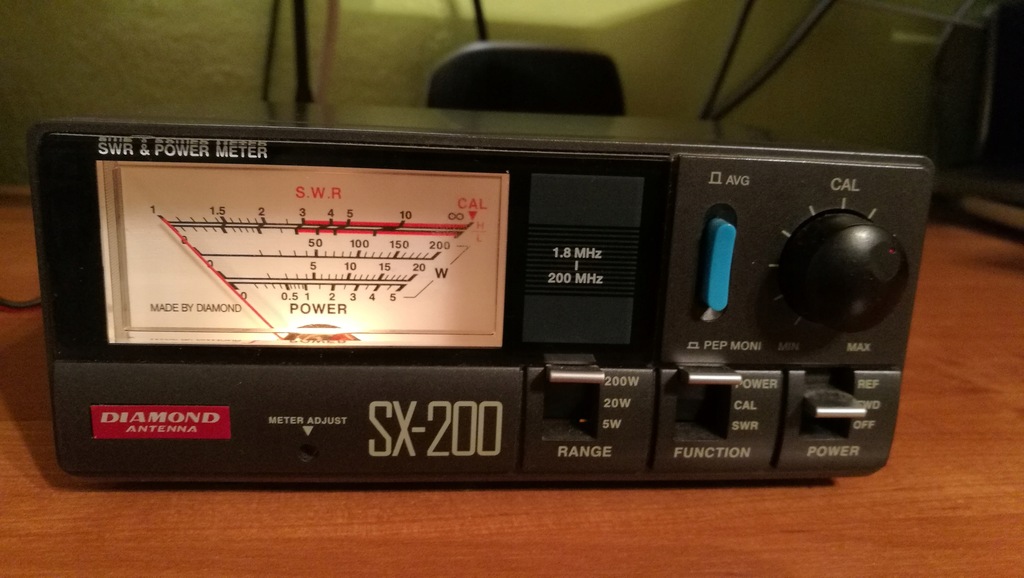 SWR & POWER METER
S.W.R
CAL
1 1.5 2 3 4 5 10 ∞
H
L
0 50 100 150 200
0 5 10 15 20
W
0 0.5 1 2 3 4 5
MADE BY DIAMOND
POWER
1.8 MHz
200 MHz
AVG
PEP MONI
CAL
MIN
MAX
DIAMOND
ANTENNA
METER ADJUST
SX-200
200W
20W
5W
RANGE
POWER
CAL
SWR
FUNCTION
REF
FWD
OFF
POWER